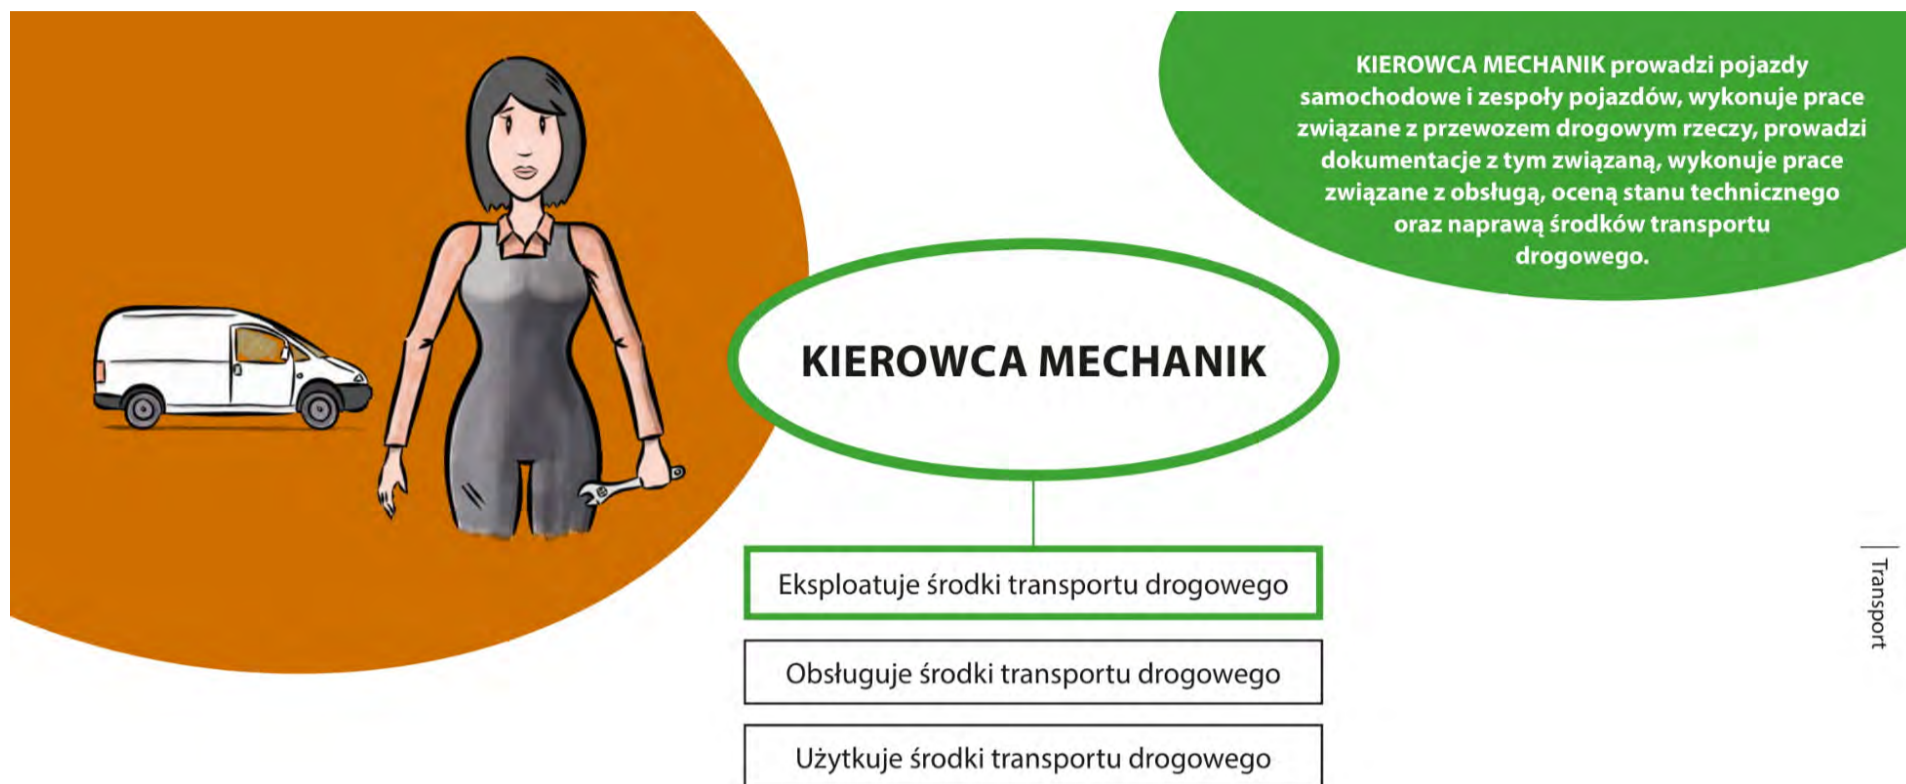 KIEROWCA MECHANIK prowadzi pojazdy
samochodowe i zespoły pojazdów, wykonuje prace
związane z przewozem drogowym rzeczy, prowadzi
dokumentacje z tym związaną, wykonuje prace
związane z obsługą, oceną stanu technicznego
oraz naprawą środków transportu
drogowego.
KIEROWCA MECHANIK
Eksploatuje środki transportu drogowego
Obsługuje środki transportu drogowego
Użytkuje środki transportu drogowego
Transport